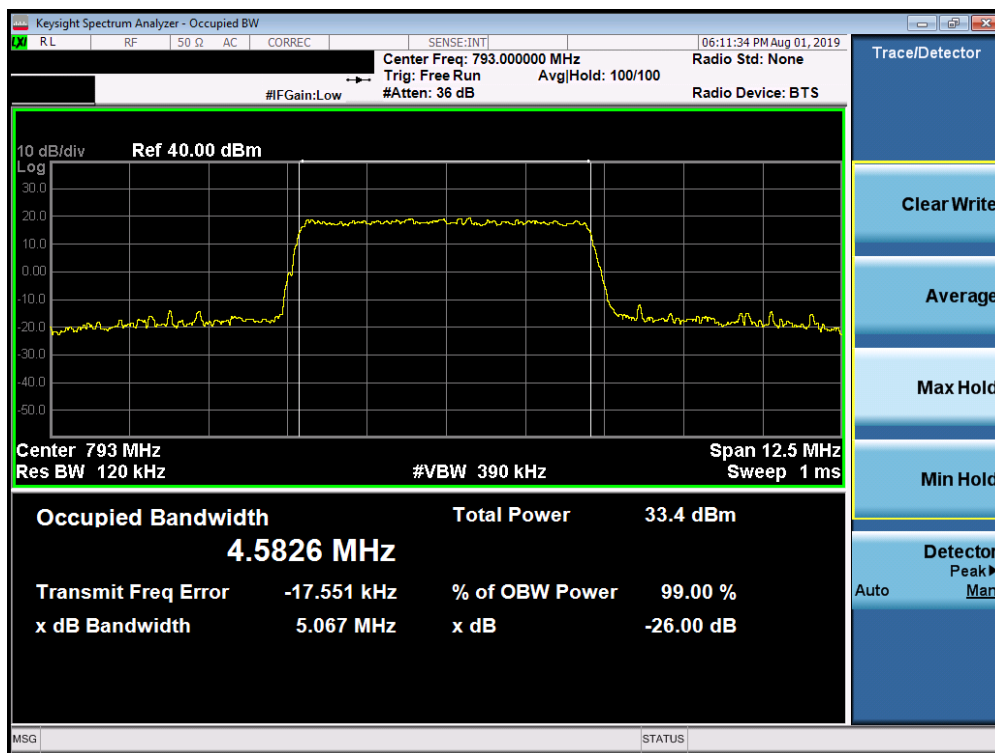 Keysight Spectrum Analyzer - Occupied BW
LXI RL RF 50 Ω AC CORREC SENSE:INT 06:11:34 PM Aug 01, 2019
Center Freq: 793.000000 MHz Radio Std: None
Trig: Free Run Avg|Hold: 100/100
#IFGain:Low #Atten: 36 dB Radio Device: BTS
10 dB/div Ref 40.00 dBm
Log
30.0
20.0
10.0
0.00
-10.0
-20.0
-30.0
-40.0
-50.0
Center 793 MHz Span 12.5 MHz
Res BW 120 kHz #VBW 390 kHz Sweep 1 ms
Occupied Bandwidth Total Power 33.4 dBm
4.5826 MHz
Transmit Freq Error -17.551 kHz % of OBW Power 99.00 %
x dB Bandwidth 5.067 MHz x dB -26.00 dB
MSG STATUS
Trace/Detector
Clear Write
Average
Max Hold
Min Hold
Detector
Peak▶
Auto Man